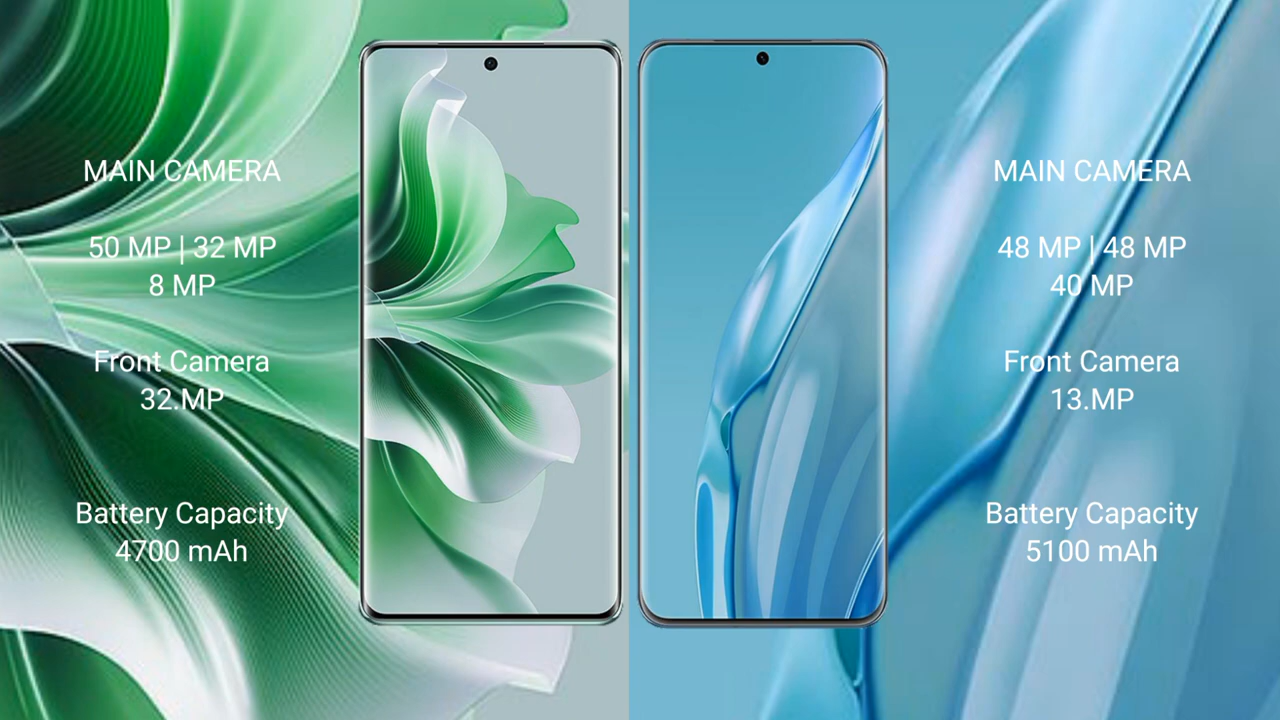 MAIN CAMERA
50 MP | 32 MP
8 MP
Front Camera
32.MP
Battery Capacity
4700 mAh
MAIN CAMERA
48 MP | 48 MP
40 MP
Front Camera
13.MP
Battery Capacity
5100 mAh